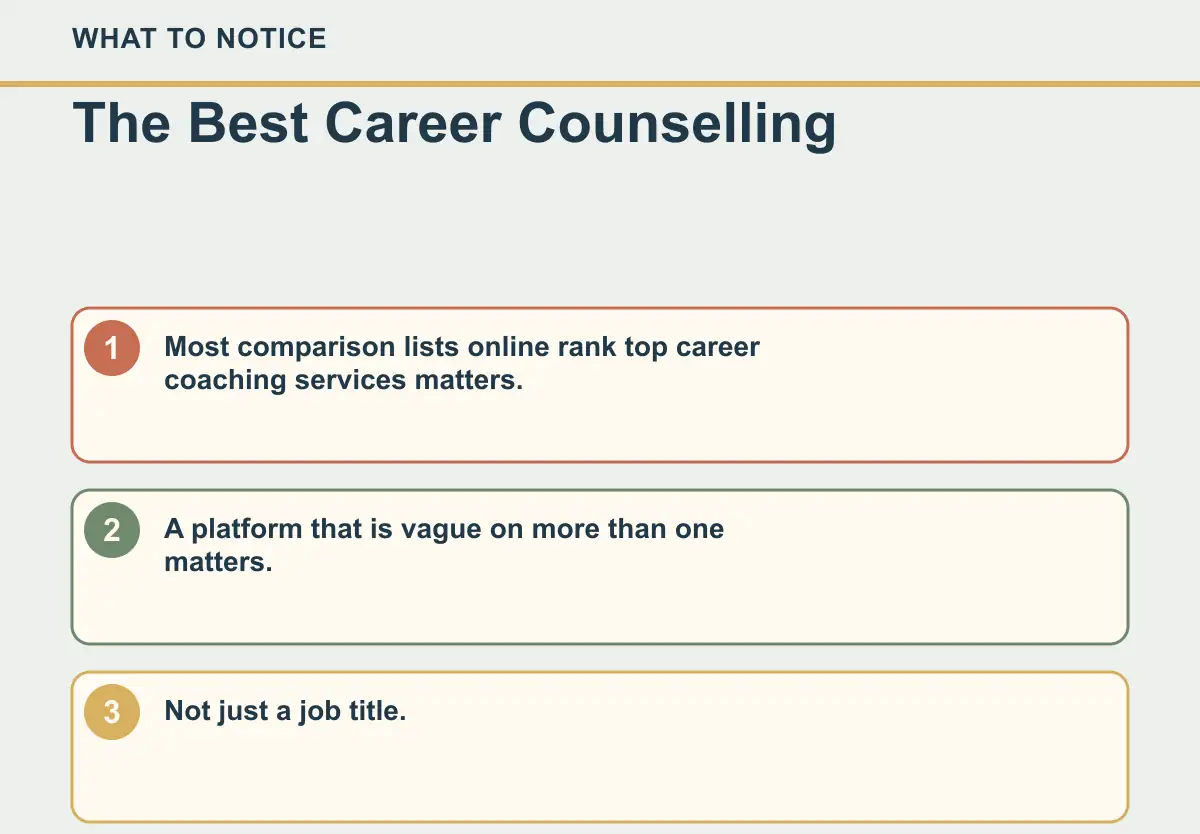 WHAT TO NOTICE
The Best Career Counselling
1
Most comparison lists online rank top career
coaching services matters.
2
A platform that is vague on more than one
matters.
3
Not just a job title.